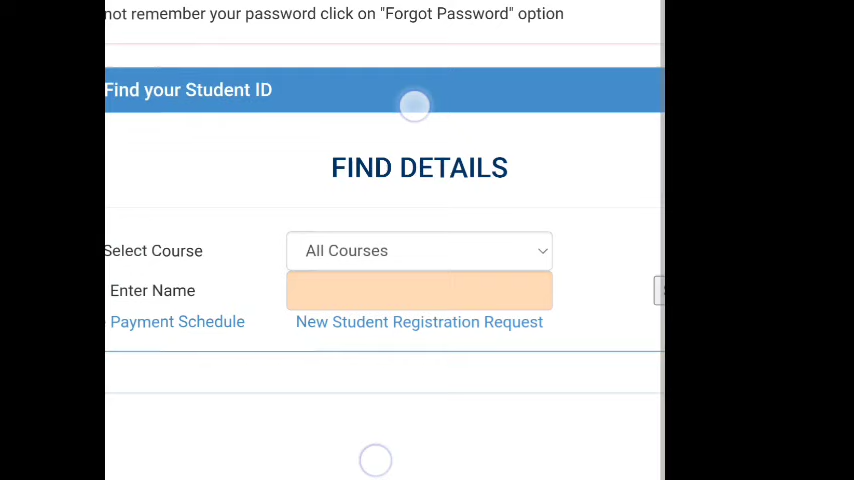 not remember your password click on "Forgot Password" option
Find your Student ID
FIND DETAILS
Select Course
All Courses
Enter Name
Payment Schedule
New Student Registration Request